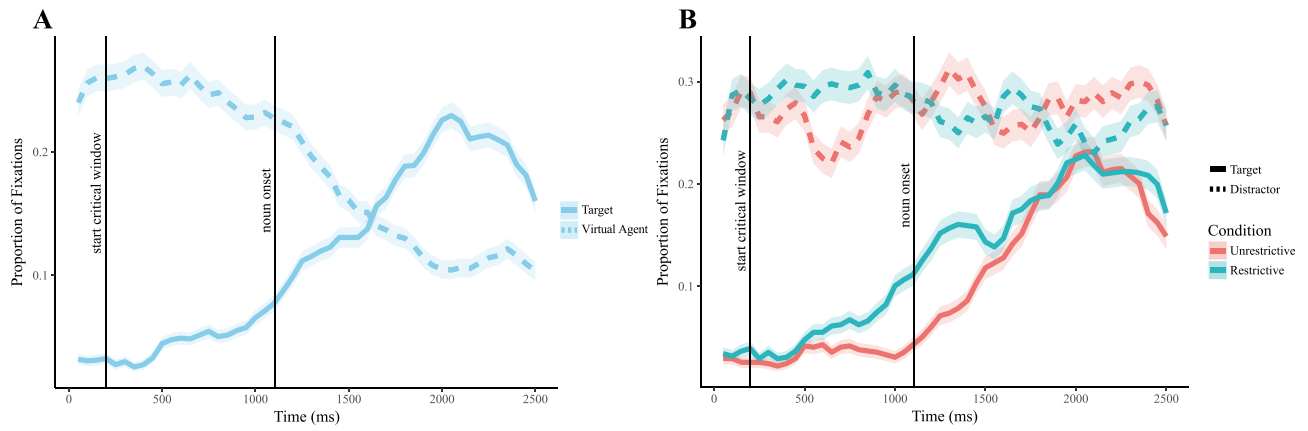 A
Proportion of Fixations
0.2
0.1
start critical window
noun onset
0
500
1000
1500
2000
2500
Time (ms)
Target
Virtual Agent
B
Proportion of Fixations
0.3
0.2
0.1
start critical window
noun onset
0
500
1000
1500
2000
2500
Time (ms)
Target
Distractor
Condition
Unrestrictive
Restrictive